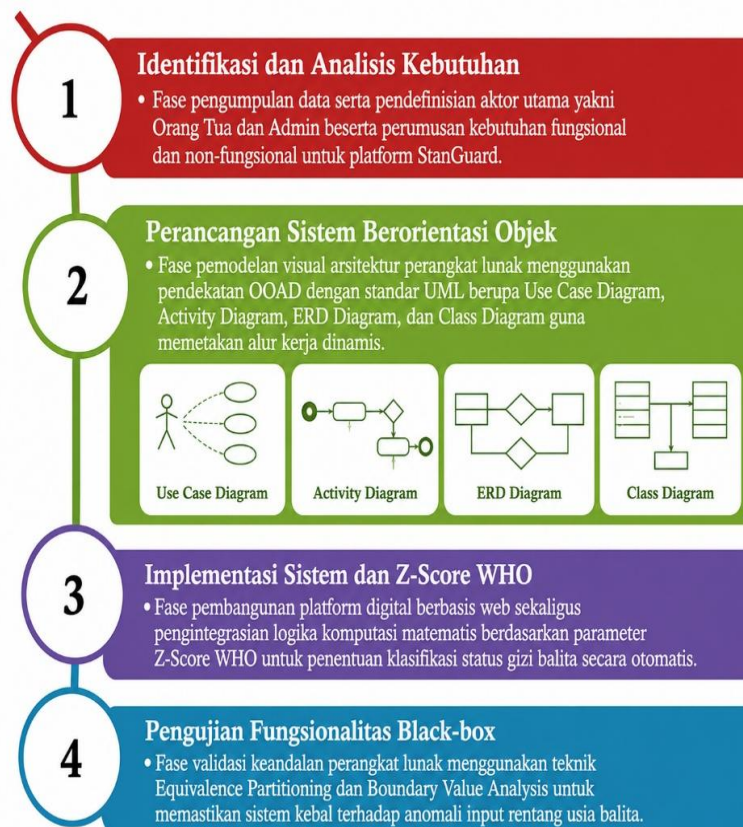 1
Identifikasi dan Analisis Kebutuhan
• Fase pengumpulan data serta pendefinisian aktor utama yakni
Orang Tua dan Admin beserta perumusan kebutuhan fungsional
dan non-fungsional untuk platform StanGuard.
2
Perancangan Sistem Berorientasi Objek
• Fase pemodelan visual arsitektur perangkat lunak menggunakan
pendekatan OOAD dengan standar UML berupa Use Case Diagram,
Activity Diagram, ERD Diagram, dan Class Diagram guna
memetakan alur kerja dinamis.
Use Case Diagram
Activity Diagram
ERD Diagram
Class Diagram
3
Implementasi Sistem dan Z-Score WHO
• Fase pembangunan platform digital berbasis web sekaligus
pengintegrasian logika komputasi matematis berdasarkan parameter
Z-Score WHO untuk penentuan klasifikasi status gizi balita secara otomatis.
4
Pengujian Fungsionalitas Black-box
• Fase validasi keandalan perangkat lunak menggunakan teknik
Equivalence Partitioning dan Boundary Value Analysis untuk
memastikan sistem kebal terhadap anomali input rentang usia balita.